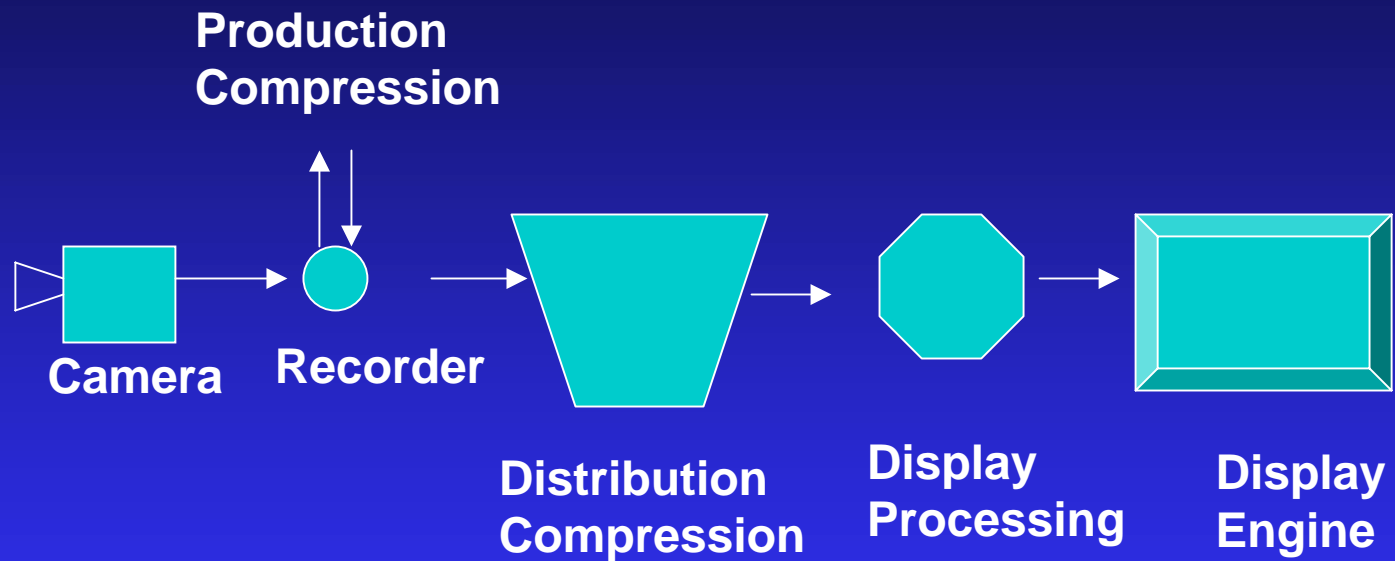 Production
Compression
Camera
Recorder
Distribution
Compression
Display
Processing
Display
Engine